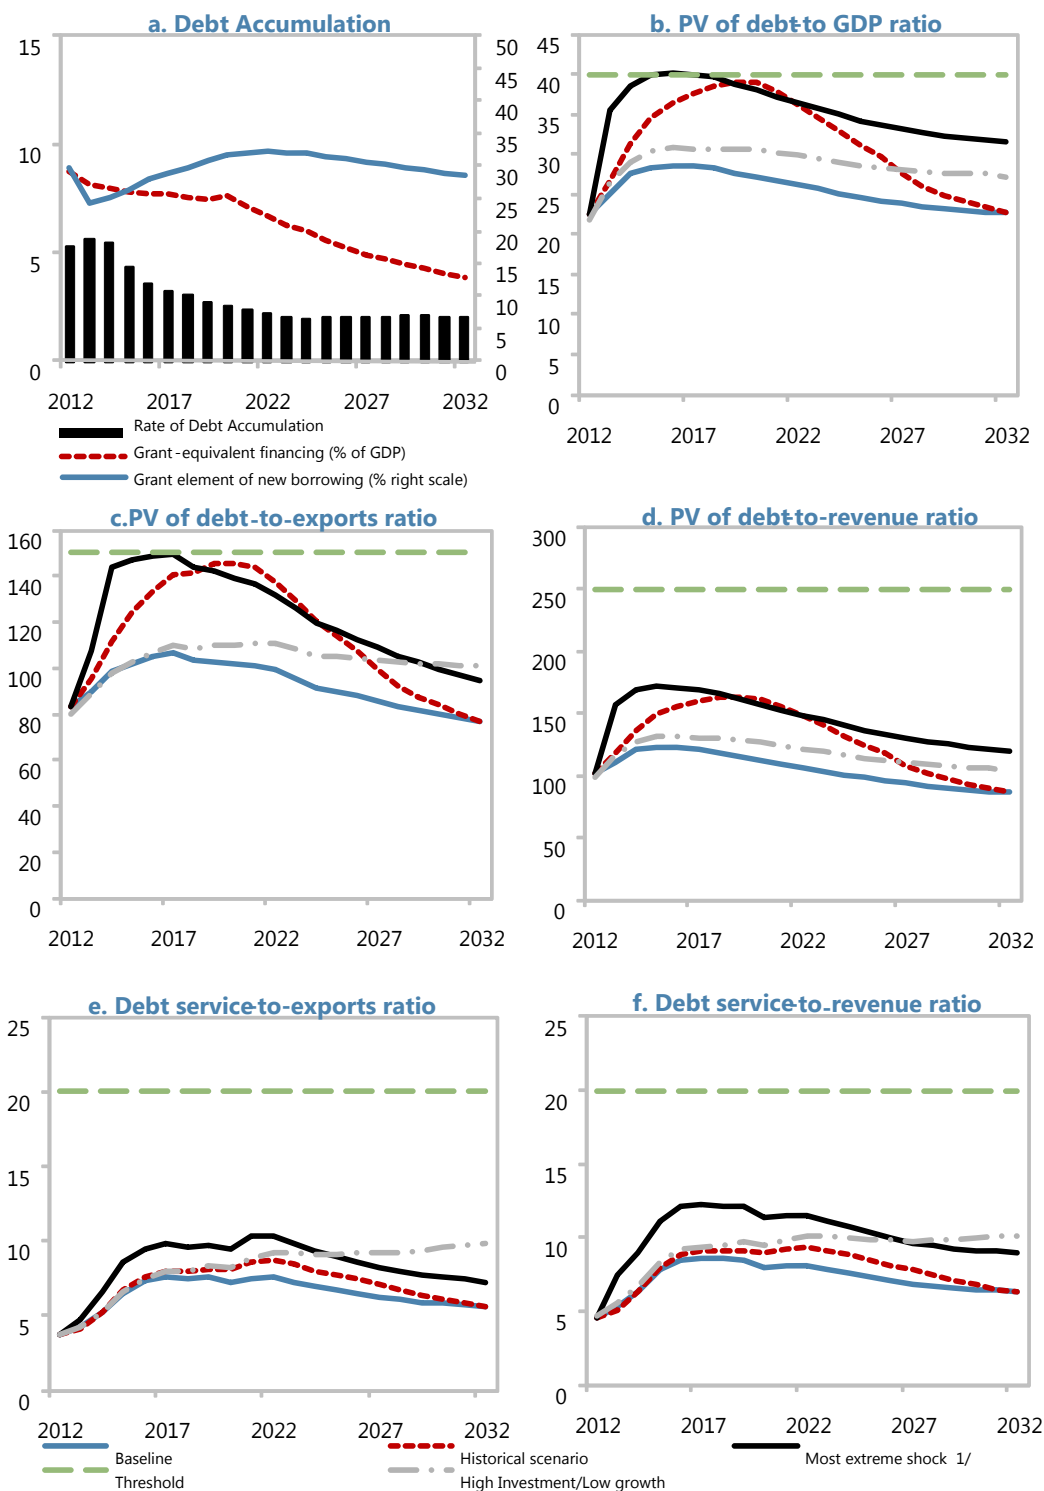 a. Debt Accumulation
15
10
5
0
50
45
40
35
30
25
20
15
10
5
0
2012 2017 2022 2027 2032
Rate of Debt Accumulation
Grant-equivalent financing (% of GDP)
Grant element of new borrowing (% right scale)
b. PV of debt-to GDP ratio
45
40
35
30
25
20
15
10
5
0
2012 2017 2022 2027 2032
c.PV of debt-to-exports ratio
160
140
120
100
80
60
40
20
0
2012 2017 2022 2027 2032
d. PV of debt-to-revenue ratio
300
250
200
150
100
50
0
2012 2017 2022 2027 2032
e. Debt service-to-exports ratio
25
20
15
10
5
0
2012 2017 2022 2027 2032
f. Debt service-to-revenue ratio
25
20
15
10
5
0
2012 2017 2022 2027 2032
Baseline
Historical scenario
Most extreme shock 1/
Threshold
High Investment/Low growth